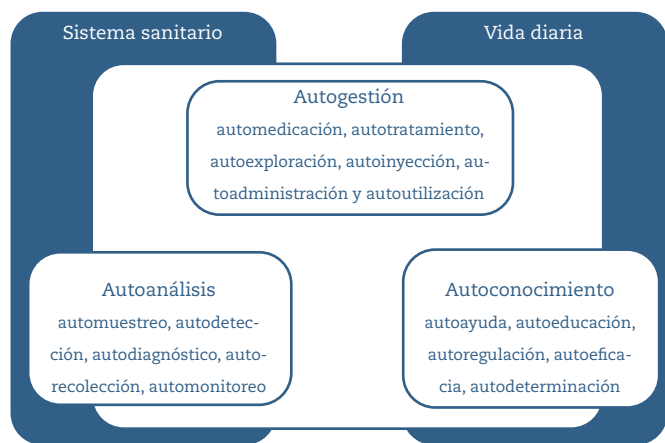 Sistema sanitario
Vida diaria
Autogestión
automedicación, autotratamiento,
autoexploración, autoinyección, au-
toadministración y autoutilización
Autoanálisis
automuestreo, autodetec-
ción, autodiagnóstico, auto-
recolección, automonitoreo
Autoconocimiento
autoayuda, autoeducación,
autoregulación, autoefica-
cia, autodeterminación